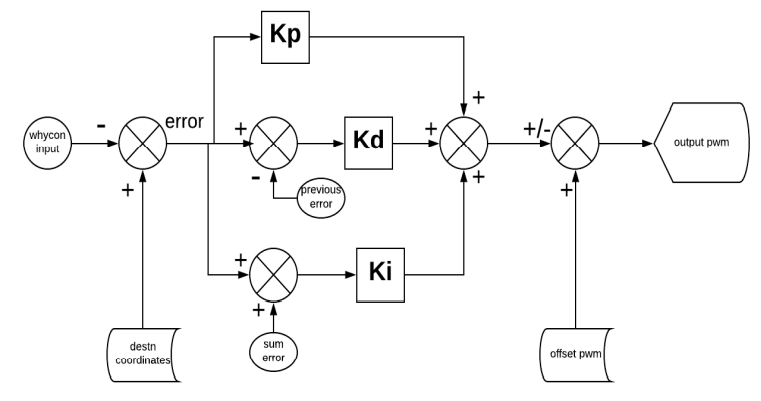 Kp
+
whycon
input
-
error
+
Kd
+
+/-
output pwm
+
-
previous
error
+
+
+
Ki
+
destn
coordinates
sum
error
offset pwm